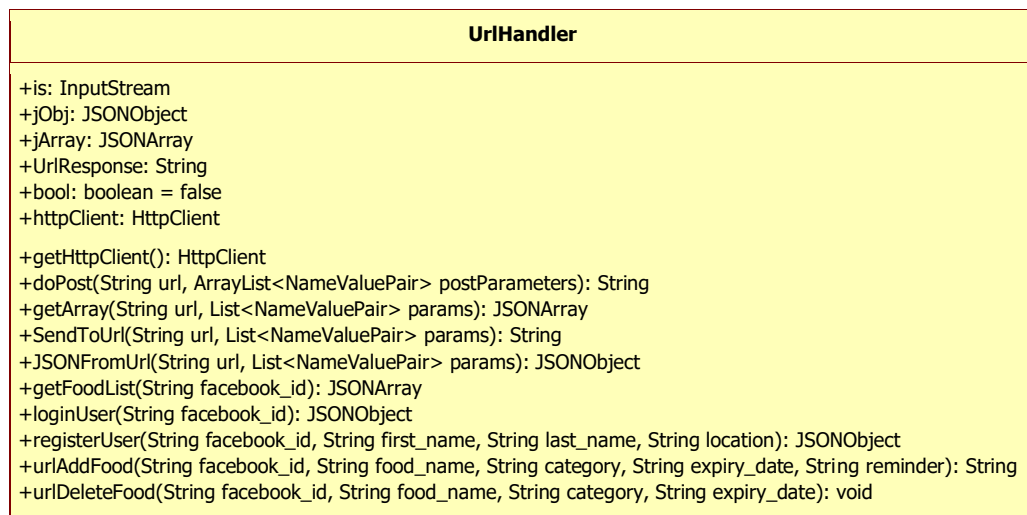 UrlHandler
+is: InputStream
+jObj: JSONObject
+jArray: JSONArray
+UrlResponse: String
+bool: boolean = false
+httpClient: HttpClient
+getHttpClient(): HttpClient
+doPost(String url, ArrayList<NameValuePair> postParameters): String
+getArray(String url, List<NameValuePair> params): JSONArray
+SendToUrl(String url, List<NameValuePair> params): String
+JSONFromUrl(String url, List<NameValuePair> params): JSONObject
+getFoodList(String facebook_id): JSONArray
+loginUser(String facebook_id): JSONObject
+registerUser(String facebook_id, String first_name, String last_name, String location): JSONObject
+urlAddFood(String facebook_id, String food_name, String category, String expiry_date, String reminder): String
+urlDeleteFood(String facebook_id, String food_name, String category, String expiry_date): void